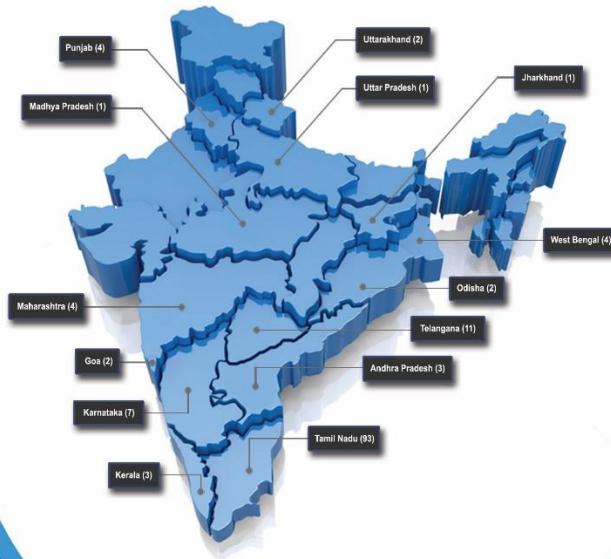 Uttarakhand (2)
Punjab (4)
Jharkhand (1)
Uttar Pradesh (1)
Madhya Pradesh (1)
West Bengal (4)
Odisha (2)
Maharashtra (4)
Telangana (11)
Goa (2)
Andhra Pradesh (3)
Karnataka (7)
Tamil Nadu (93)
Kerala (3)